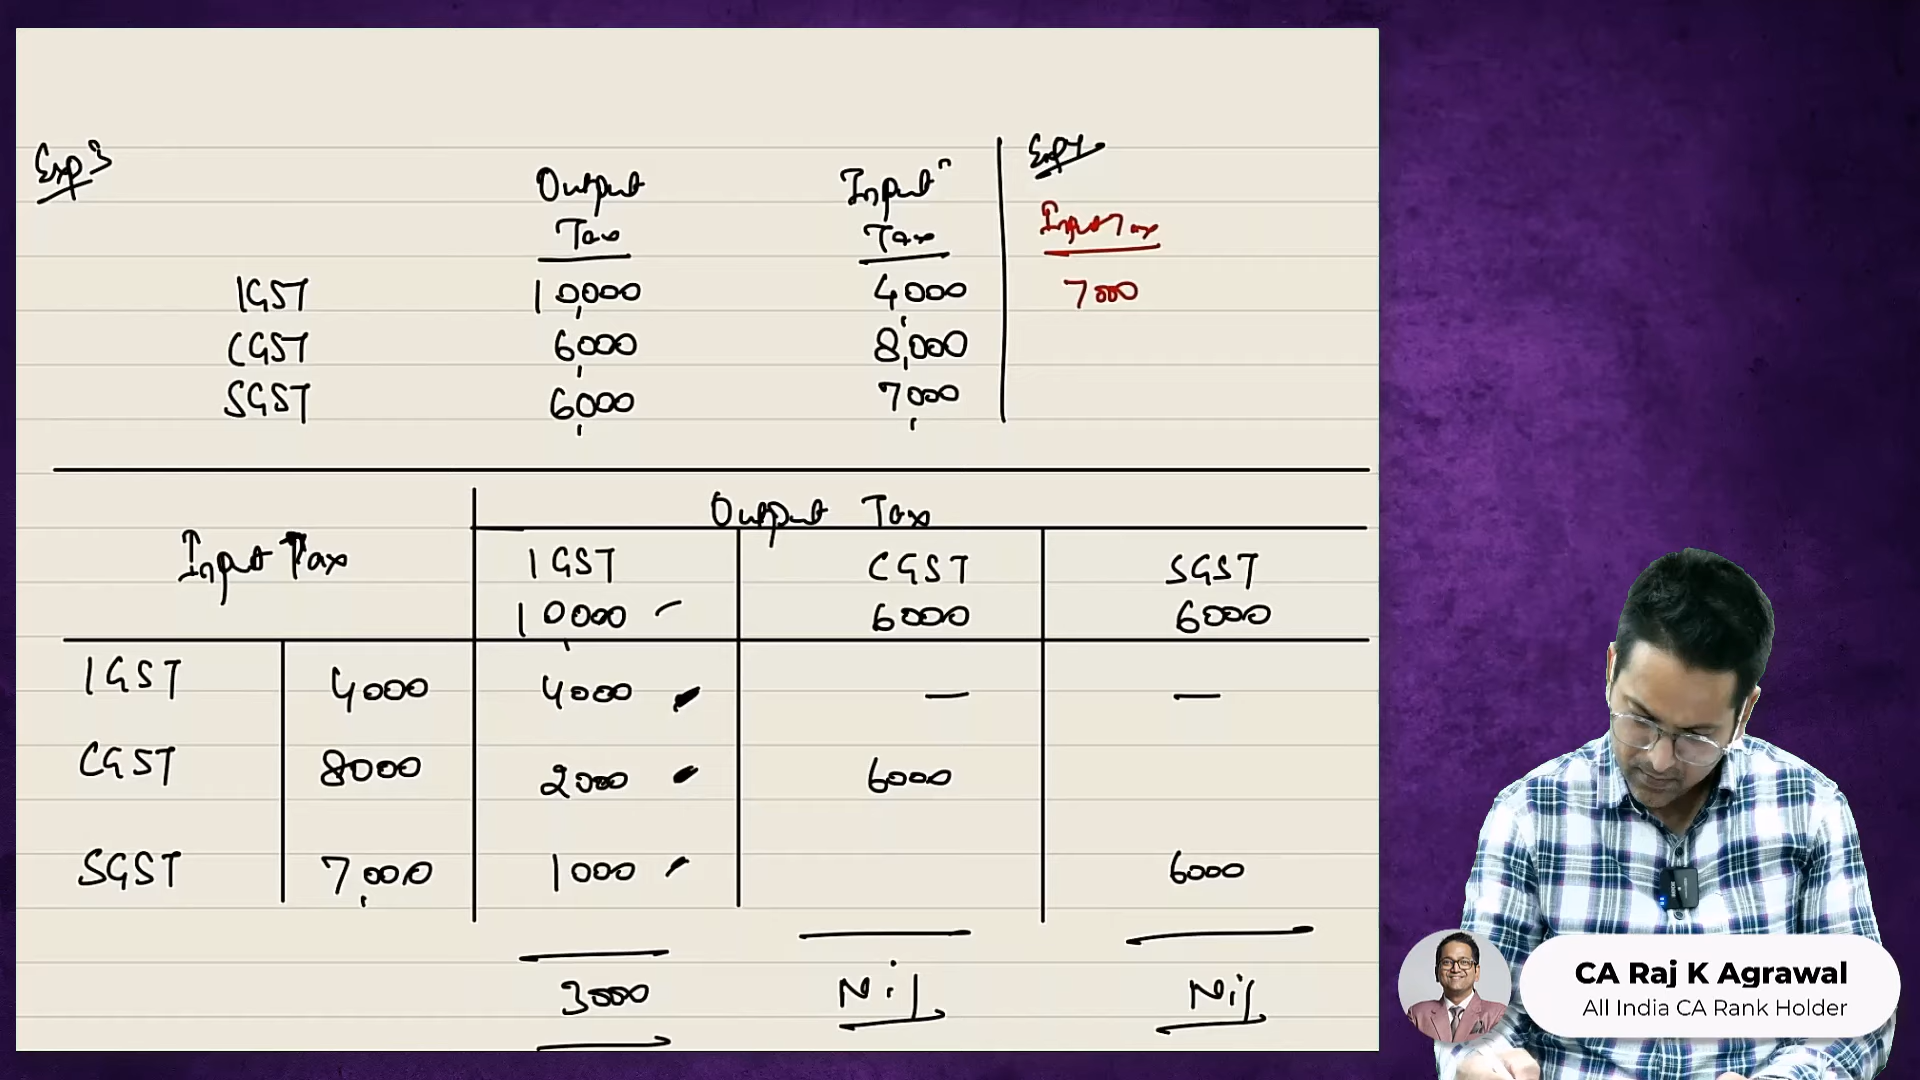 Exp 3
Output Tax
Input Tax
IGST 10,000 4,000
CGST 6,000 8,000
SGST 6,000 7,000
Exp 4
Input Tax
7000
Output Tax
Input Tax
IGST CGST SGST
10,000 6000 6000
IGST 4000 4000 — —
CGST 8000 2000 6000
SGST 7,000 1000 6000
3000 Nil Nil
CA Raj K Agrawal
All India CA Rank Holder